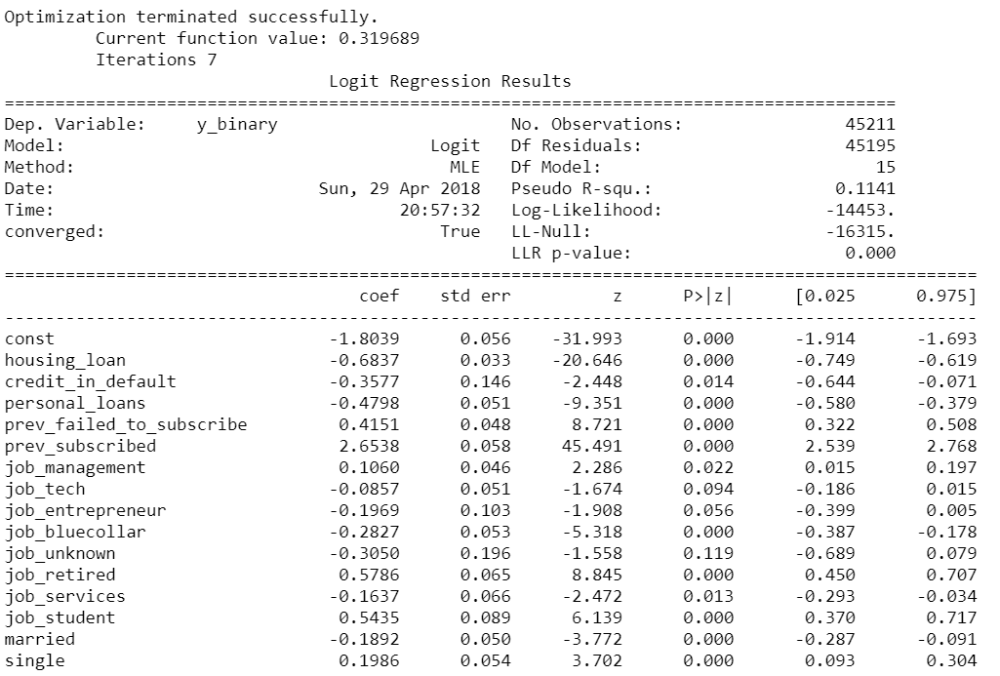 Optimization terminated successfully.
Current function value: 0.319689
Iterations 7
Logit Regression Results
Dep. Variable: y_binary No. Observations: 45211
Model: Logit Df Residuals: 45195
Method: MLE Df Model: 15
Date: Sun, 29 Apr 2018 Pseudo R-squ.: 0.1141
Time: 20:57:32 Log-Likelihood: -14453.
converged: True LL-Null: -16315.
LLR p-value: 0.000
coef std err z P>|z| [0.025 0.975]
const -1.8039 0.056 -31.993 0.000 -1.914 -1.693
housing_loan -0.6837 0.033 -20.646 0.000 -0.749 -0.619
credit_in_default -0.3577 0.146 -2.448 0.014 -0.644 -0.071
personal_loans -0.4798 0.051 -9.351 0.000 -0.580 -0.379
prev_failed_to_subscribe 0.4151 0.048 8.721 0.000 0.322 0.508
prev_subscribed 2.6538 0.058 45.491 0.000 2.539 2.768
job_management 0.1060 0.046 2.286 0.022 0.015 0.197
job_tech -0.0857 0.051 -1.674 0.094 -0.186 0.015
job_entrepreneur -0.1969 0.103 -1.908 0.056 -0.399 0.005
job_bluecollar -0.2827 0.053 -5.318 0.000 -0.387 -0.178
job_unknown -0.3050 0.196 -1.558 0.119 -0.689 0.079
job_retired 0.5786 0.065 8.845 0.000 0.450 0.707
job_services -0.1637 0.066 -2.472 0.013 -0.293 -0.034
job_student 0.5435 0.089 6.139 0.000 0.370 0.717
married -0.1892 0.050 -3.772 0.000 -0.287 -0.091
single 0.1986 0.054 3.702 0.000 0.093 0.304